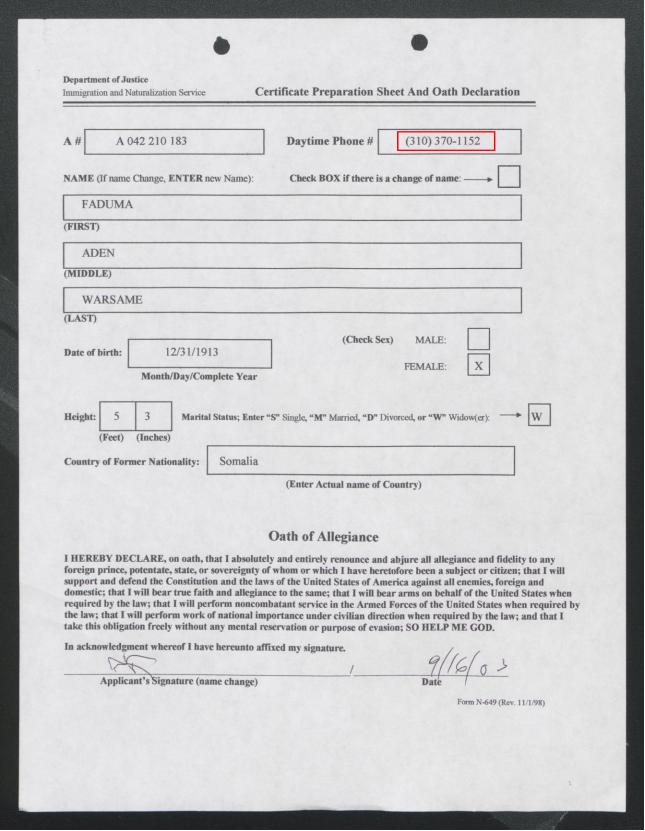 Department of Justice
Immigration and Naturalization Service Certificate Preparation Sheet And Oath Declaration
A # A 042 210 183 Daytime Phone # (310) 370-1152
NAME (If name Change, ENTER new Name): Check BOX if there is a change of name:
FADUMA
(FIRST)
ADEN
(MIDDLE)
WARSAME
(LAST)
(Check Sex) MALE:
Date of birth: 12/31/1913
FEMALE: X
Month/Day/Complete Year
Height: 5 3 Marital Status; Enter “S” Single, “M” Married, “D” Divorced, or “W” Widow(er): W
(Feet) (Inches)
Country of Former Nationality: Somalia
(Enter Actual name of Country)
Oath of Allegiance
I HEREBY DECLARE, on oath, that I absolutely and entirely renounce and abjure all allegiance and fidelity to any
foreign prince, potentate, state, or sovereignty of whom or which I have heretofore been a subject or citizen; that I will
support and defend the Constitution and the laws of the United States of America against all enemies, foreign and
domestic; that I will bear true faith and allegiance to the same; that I will bear arms on behalf of the United States when
required by the law; that I will perform noncombatant service in the Armed Forces of the United States when required by
the law; that I will perform work of national importance under civilian direction when required by the law; and that I
take this obligation freely without any mental reservation or purpose of evasion; SO HELP ME GOD.
In acknowledgment whereof I have hereunto affixed my signature.
9/16/03
Applicant's Signature (name change) Date
Form N-649 (Rev. 11/1/98)